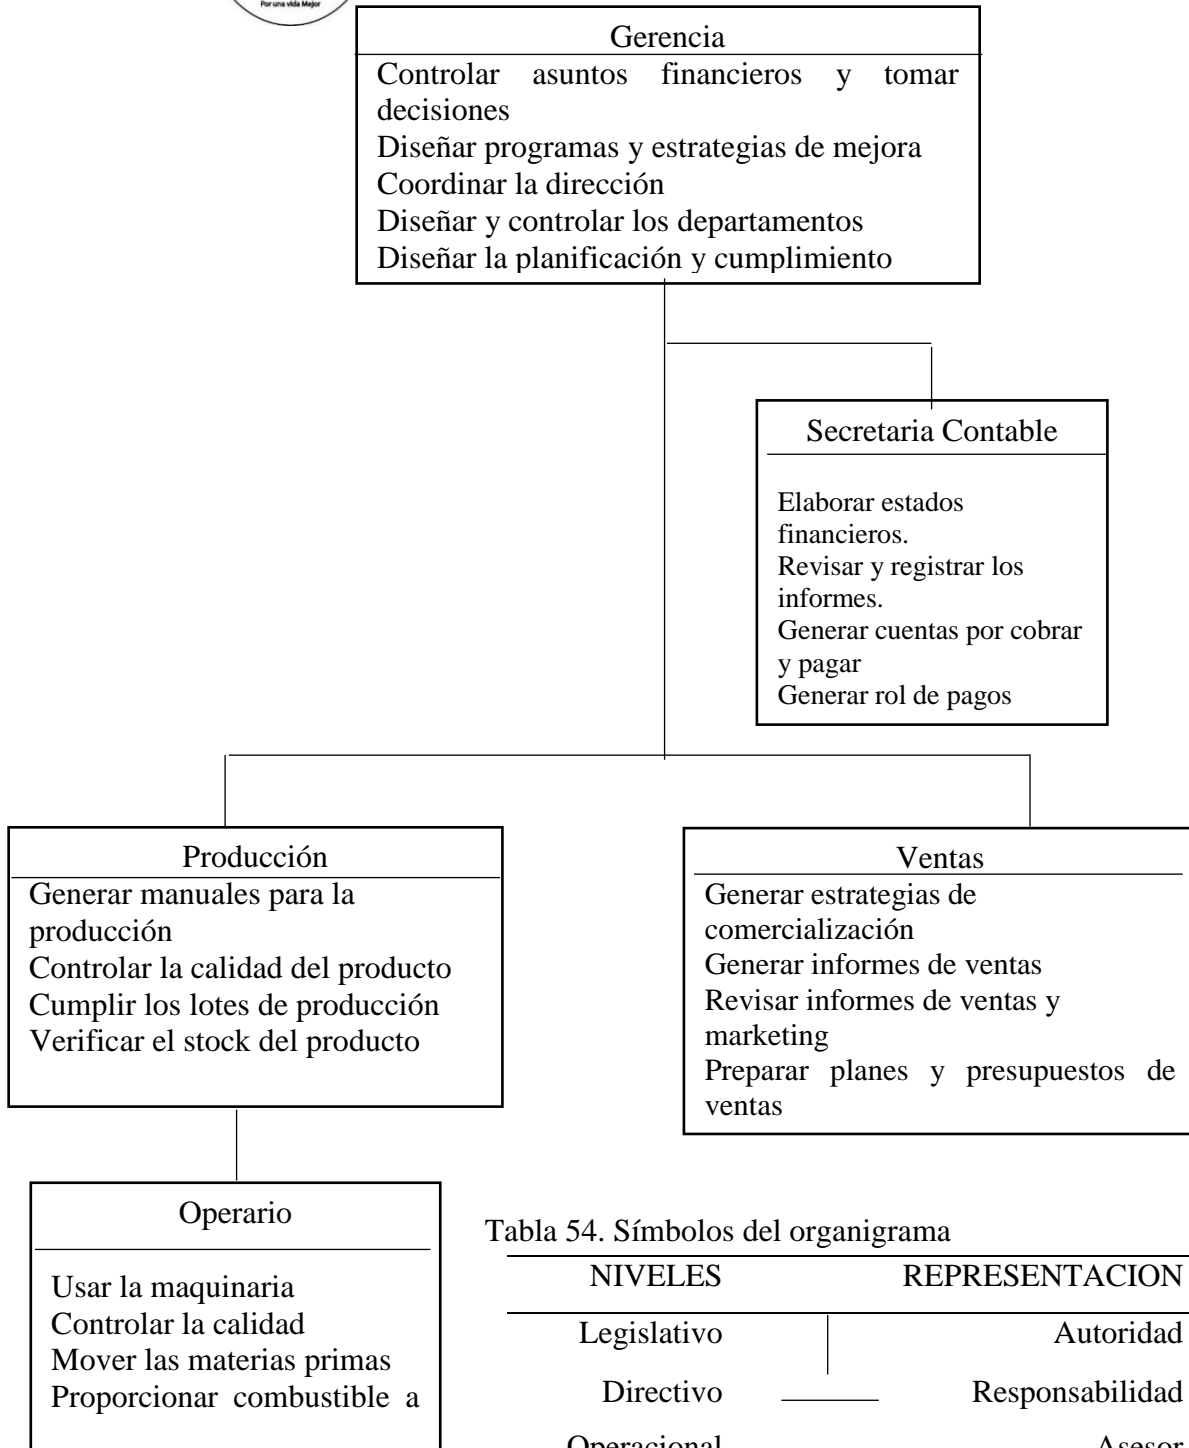 Por una vida Mejor
Gerencia
Controlar asuntos financieros y tomar
decisiones
Diseñar programas y estrategias de mejora
Coordinar la dirección
Diseñar y controlar los departamentos
Diseñar la planificación y cumplimiento
Secretaria Contable
Elaborar estados
financieros.
Revisar y registrar los
informes.
Generar cuentas por cobrar
y pagar
Generar rol de pagos
Producción
Generar manuales para la
producción
Controlar la calidad del producto
Cumplir los lotes de producción
Verificar el stock del producto
Ventas
Generar estrategias de
comercialización
Generar informes de ventas
Revisar informes de ventas y
marketing
Preparar planes y presupuestos de
ventas
Operario
Usar la maquinaria
Controlar la calidad
Mover las materias primas
Proporcionar combustible a
Tabla 54. Símbolos del organigrama
NIVELES REPRESENTACION
Legislativo Autoridad
Directivo Responsabilidad
Operacional Asesor